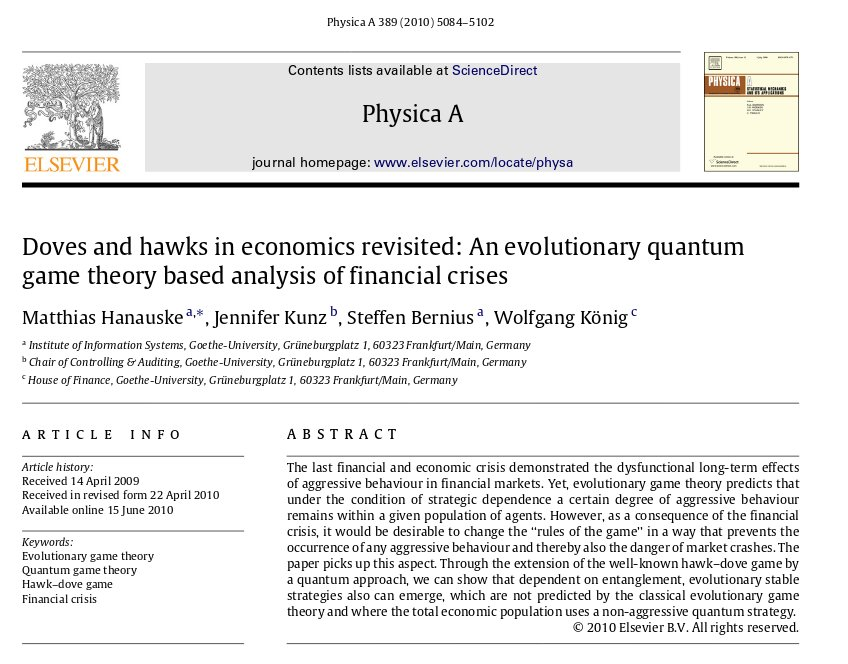 Physica A 389 (2010) 5084–5102
Contents lists available at ScienceDirect
Physica A
journal homepage: www.elsevier.com/locate/physa
ELSEVIER
PHYSICA A
STATISTICAL MECHANICS
AND ITS APPLICATIONS
Doves and hawks in economics revisited: An evolutionary quantum
game theory based analysis of financial crises
Matthias Hanauske a,*, Jennifer Kunz b, Steffen Bernius a, Wolfgang König c
a Institute of Information Systems, Goethe-University, Grüneburgplatz 1, 60323 Frankfurt/Main, Germany
b Chair of Controlling & Auditing, Goethe-University, Grüneburgplatz 1, 60323 Frankfurt/Main, Germany
c House of Finance, Goethe-University, Grüneburgplatz 1, 60323 Frankfurt/Main, Germany
ARTICLE INFO
Article history:
Received 14 April 2009
Received in revised form 22 April 2010
Available online 15 June 2010
Keywords:
Evolutionary game theory
Quantum game theory
Hawk–dove game
Financial crisis
ABSTRACT
The last financial and economic crisis demonstrated the dysfunctional long-term effects
of aggressive behaviour in financial markets. Yet, evolutionary game theory predicts that
under the condition of strategic dependence a certain degree of aggressive behaviour
remains within a given population of agents. However, as a consequence of the financial
crisis, it would be desirable to change the "rules of the game" in a way that prevents the
occurrence of any aggressive behaviour and thereby also the danger of market crashes. The
paper picks up this aspect. Through the extension of the well-known hawk–dove game by
a quantum approach, we can show that dependent on entanglement, evolutionary stable
strategies also can emerge, which are not predicted by the classical evolutionary game
theory and where the total economic population uses a non-aggressive quantum strategy.
© 2010 Elsevier B.V. All rights reserved.